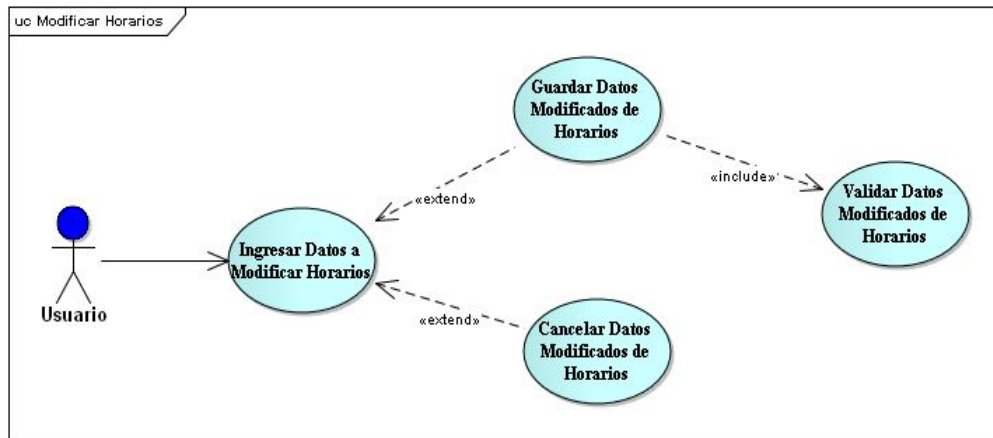 uc Modificar Horarios
Guardar Datos
Modificados de
Horarios
«extend»
«include»
Validar Datos
Modificados de
Horarios
Ingresar Datos a
Modificar Horarios
Usuario
«extend»
Cancelar Datos
Modificados de
Horarios